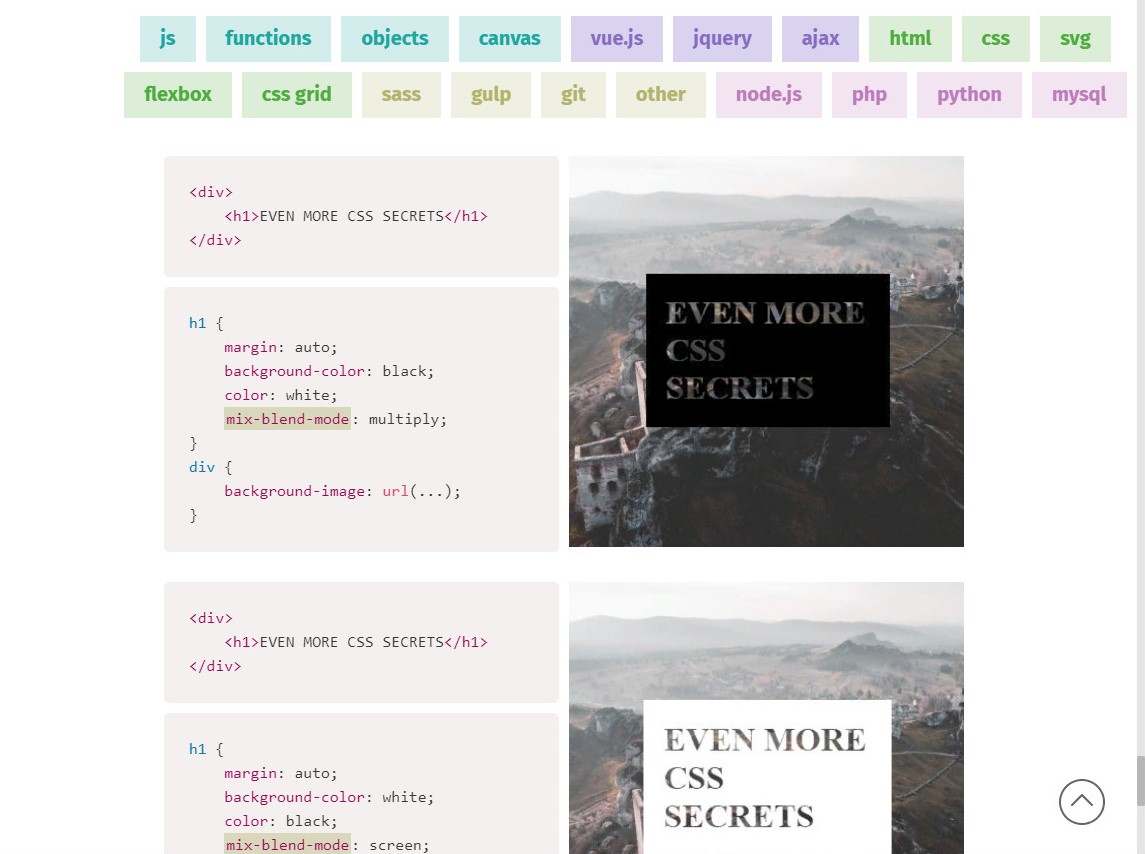 js functions objects canvas vue.js jquery ajax html css svg
flexbox css grid sass gulp git other node.js php python mysql
<div>
    <h1>EVEN MORE CSS SECRETS</h1>
</div>
h1 {
    margin: auto;
    background-color: black;
    color: white;
    mix-blend-mode: multiply;
}
div {
    background-image: url(...);
}
EVEN MORE
CSS
SECRETS
<div>
    <h1>EVEN MORE CSS SECRETS</h1>
</div>
h1 {
    margin: auto;
    background-color: white;
    color: black;
    mix-blend-mode: screen;
EVEN MORE
CSS
SECRETS